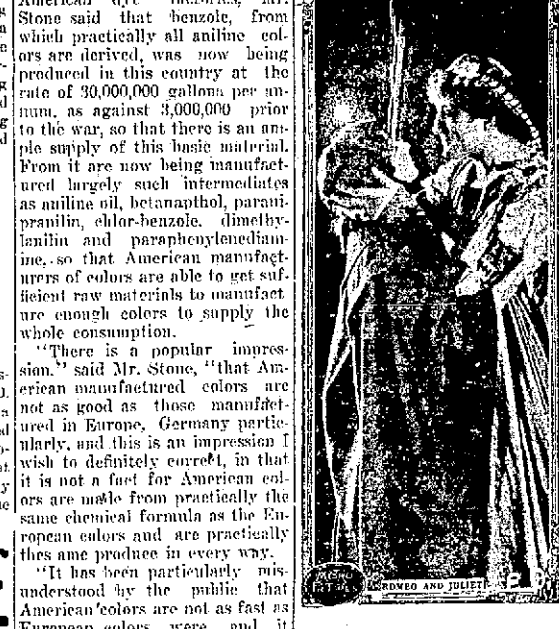 American dye
Stone said that benzole, from
which practically all aniline col-
ors are derived, was now being
produced in this country at the
rate of 30,000,000 gallons per an-
num, as against 3,000,000 prior
to the war, so that there is an am-
ple supply of this basic material.
From it are now being manufact-
ured largely such intermediates
as aniline oil, betanapthol, parani-
pranilin, chlor-benzole, dimethy-
lanilin and paraphenylenediam-
ine, so that American manufact-
urers of colors are able to get suf-
ficient raw materials to manufact
ure enough colors to supply the
whole consumption.
"There is a popular impres-
sion," said Mr. Stone, "that Am-
erican manufactured colors are
not as good as those manufact-
ured in Europe, Germany partic-
ularly, and this is an impression I
wish to definitely correct, in that
it is not a fact for American col-
ors are made from practically the
same chemical formula as the Eu-
ropean colors and are practically
thes ame produce in every way.
"It has been particularly mis-
understood by the public that
American colors are not as fast as
European colors were, and it
ROMEO AND JULIET